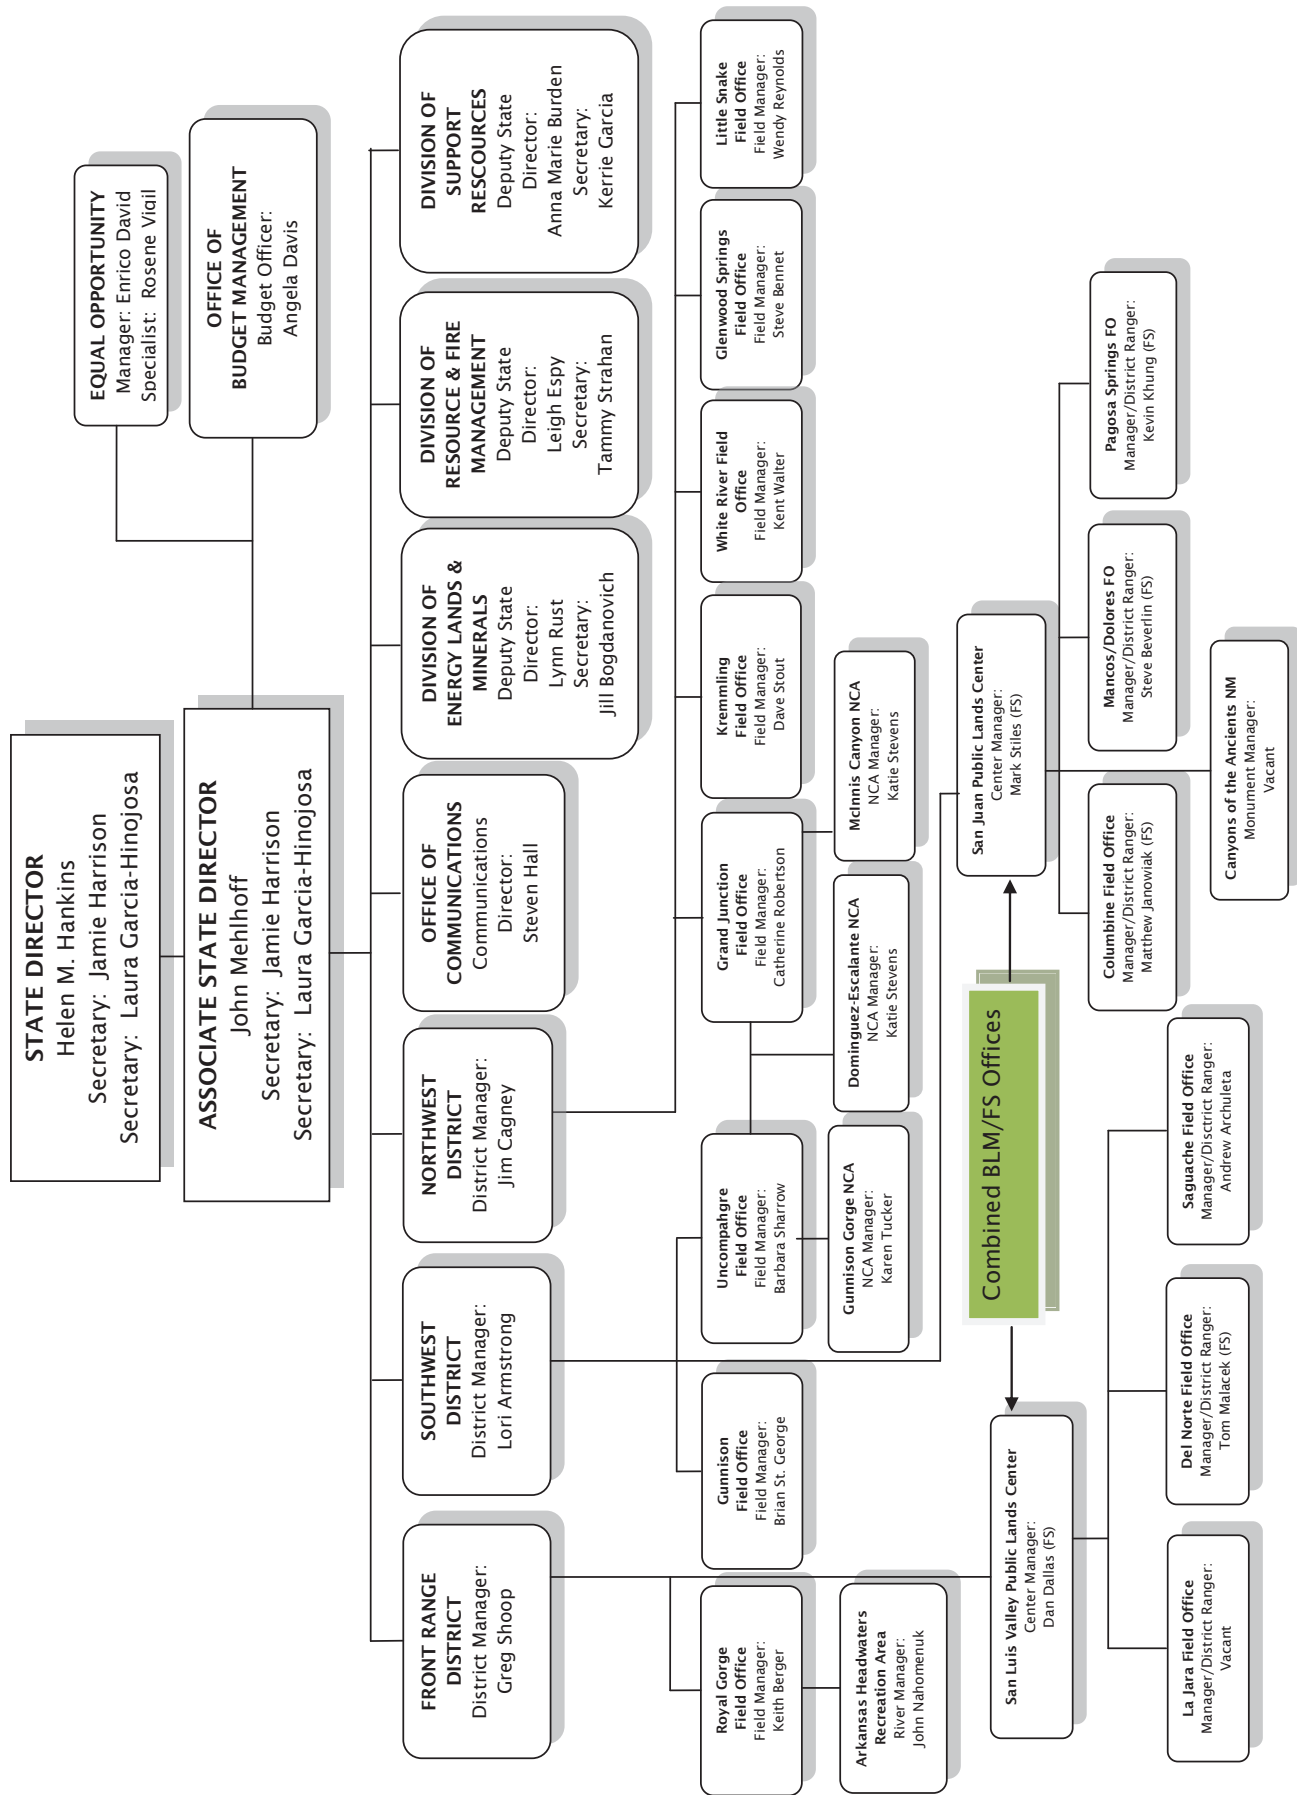 STATE DIRECTOR
Helen M. Hankins
Secretary: Jamie Harrison
Secretary: Laura Garcia-Hinojosa
ASSOCIATE STATE DIRECTOR
John Mehlhoff
Secretary: Jamie Harrison
Secretary: Laura Garcia-Hinojosa
EQUAL OPPORTUNITY
Manager: Enrico David
Specialist: Rosene Vigil
OFFICE OF
BUDGET MANAGEMENT
Budget Officer:
Angela Davis
FRONT RANGE
DISTRICT
District Manager:
Greg Shoop
SOUTHWEST
DISTRICT
District Manager:
Lori Armstrong
NORTHWEST
DISTRICT
District Manager:
Jim Cagney
OFFICE OF
COMMUNICATIONS
Communications
Director:
Steven Hall
DIVISION OF
ENERGY LANDS &
MINERALS
Deputy State
Director:
Lynn Rust
Secretary:
Jill Bogdanovich
DIVISION OF
RESOURCE & FIRE
MANAGEMENT
Deputy State
Director:
Leigh Espy
Secretary:
Tammy Strahan
DIVISION OF
SUPPORT
RESCOURCES
Deputy State
Director:
Anna Marie Burden
Secretary:
Kerrie Garcia
Royal Gorge
Field Office
Field Manager:
Keith Berger
Gunnison
Field Office
Field Manager:
Brian St. George
Uncompahgre
Field Office
Field Manager:
Barbara Sharrow
Grand Junction
Field Office
Field Manager:
Catherine Robertson
Kremmling
Field Office
Field Manager:
Dave Stout
White River Field
Office
Field Manager:
Kent Walter
Glenwood Springs
Field Office
Field Manager:
Steve Bennet
Little Snake
Field Office
Field Manager:
Wendy Reynolds
Arkansas Headwaters
Recreation Area
River Manager:
John Nahomenuk
Gunnison Gorge NCA
NCA Manager:
Karen Tucker
Dominguez-Escalante NCA
NCA Manager:
Katie Stevens
McInnis Canyon NCA
NCA Manager:
Katie Stevens
San Luis Valley Public Lands Center
Center Manager:
Dan Dallas (FS)
Combined BLM/FS Offices
San Juan Public Lands Center
Center Manager:
Mark Stiles (FS)
La Jara Field Office
Manager/District Ranger:
Vacant
Del Norte Field Office
Manager/District Ranger:
Tom Malacek (FS)
Saguache Field Office
Manager/Disctrict Ranger:
Andrew Archuleta
Columbine Field Office
Manager/District Ranger:
Matthew Janowiak (FS)
Mancos/Dolores FO
Manager/District Ranger:
Steve Beverlin (FS)
Pagosa Springs FO
Manager/District Ranger:
Kevin Khung (FS)
Canyons of the Ancients NM
Monument Manager:
Vacant